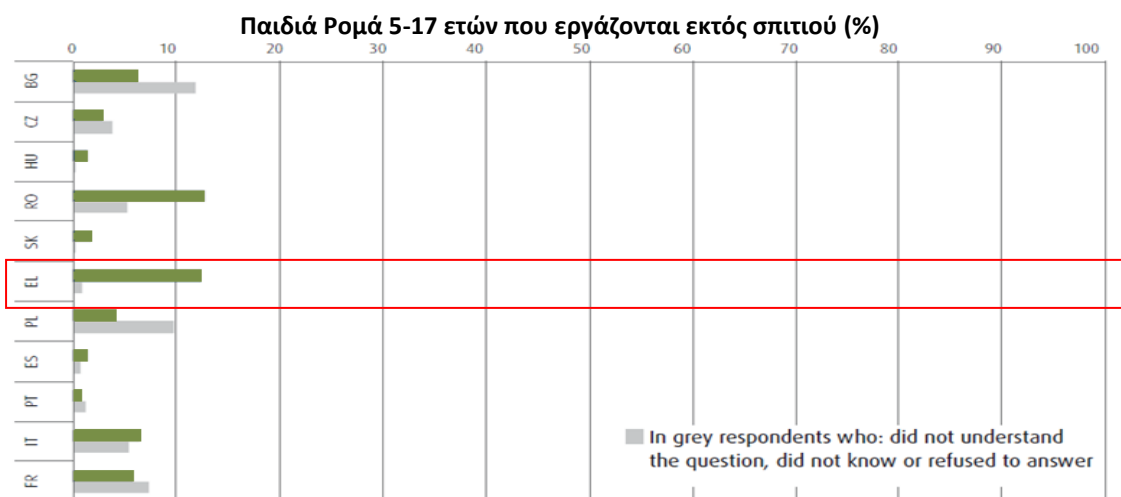 Παιδιά Ρομά 5-17 ετών που εργάζονται εκτός σπιτιού (%)
0 10 20 30 40 50 60 70 80 90 100
BG
CZ
HU
RO
SK
EL
PL
ES
PT
IT
FR
In grey respondents who: did not understand
the question, did not know or refused to answer